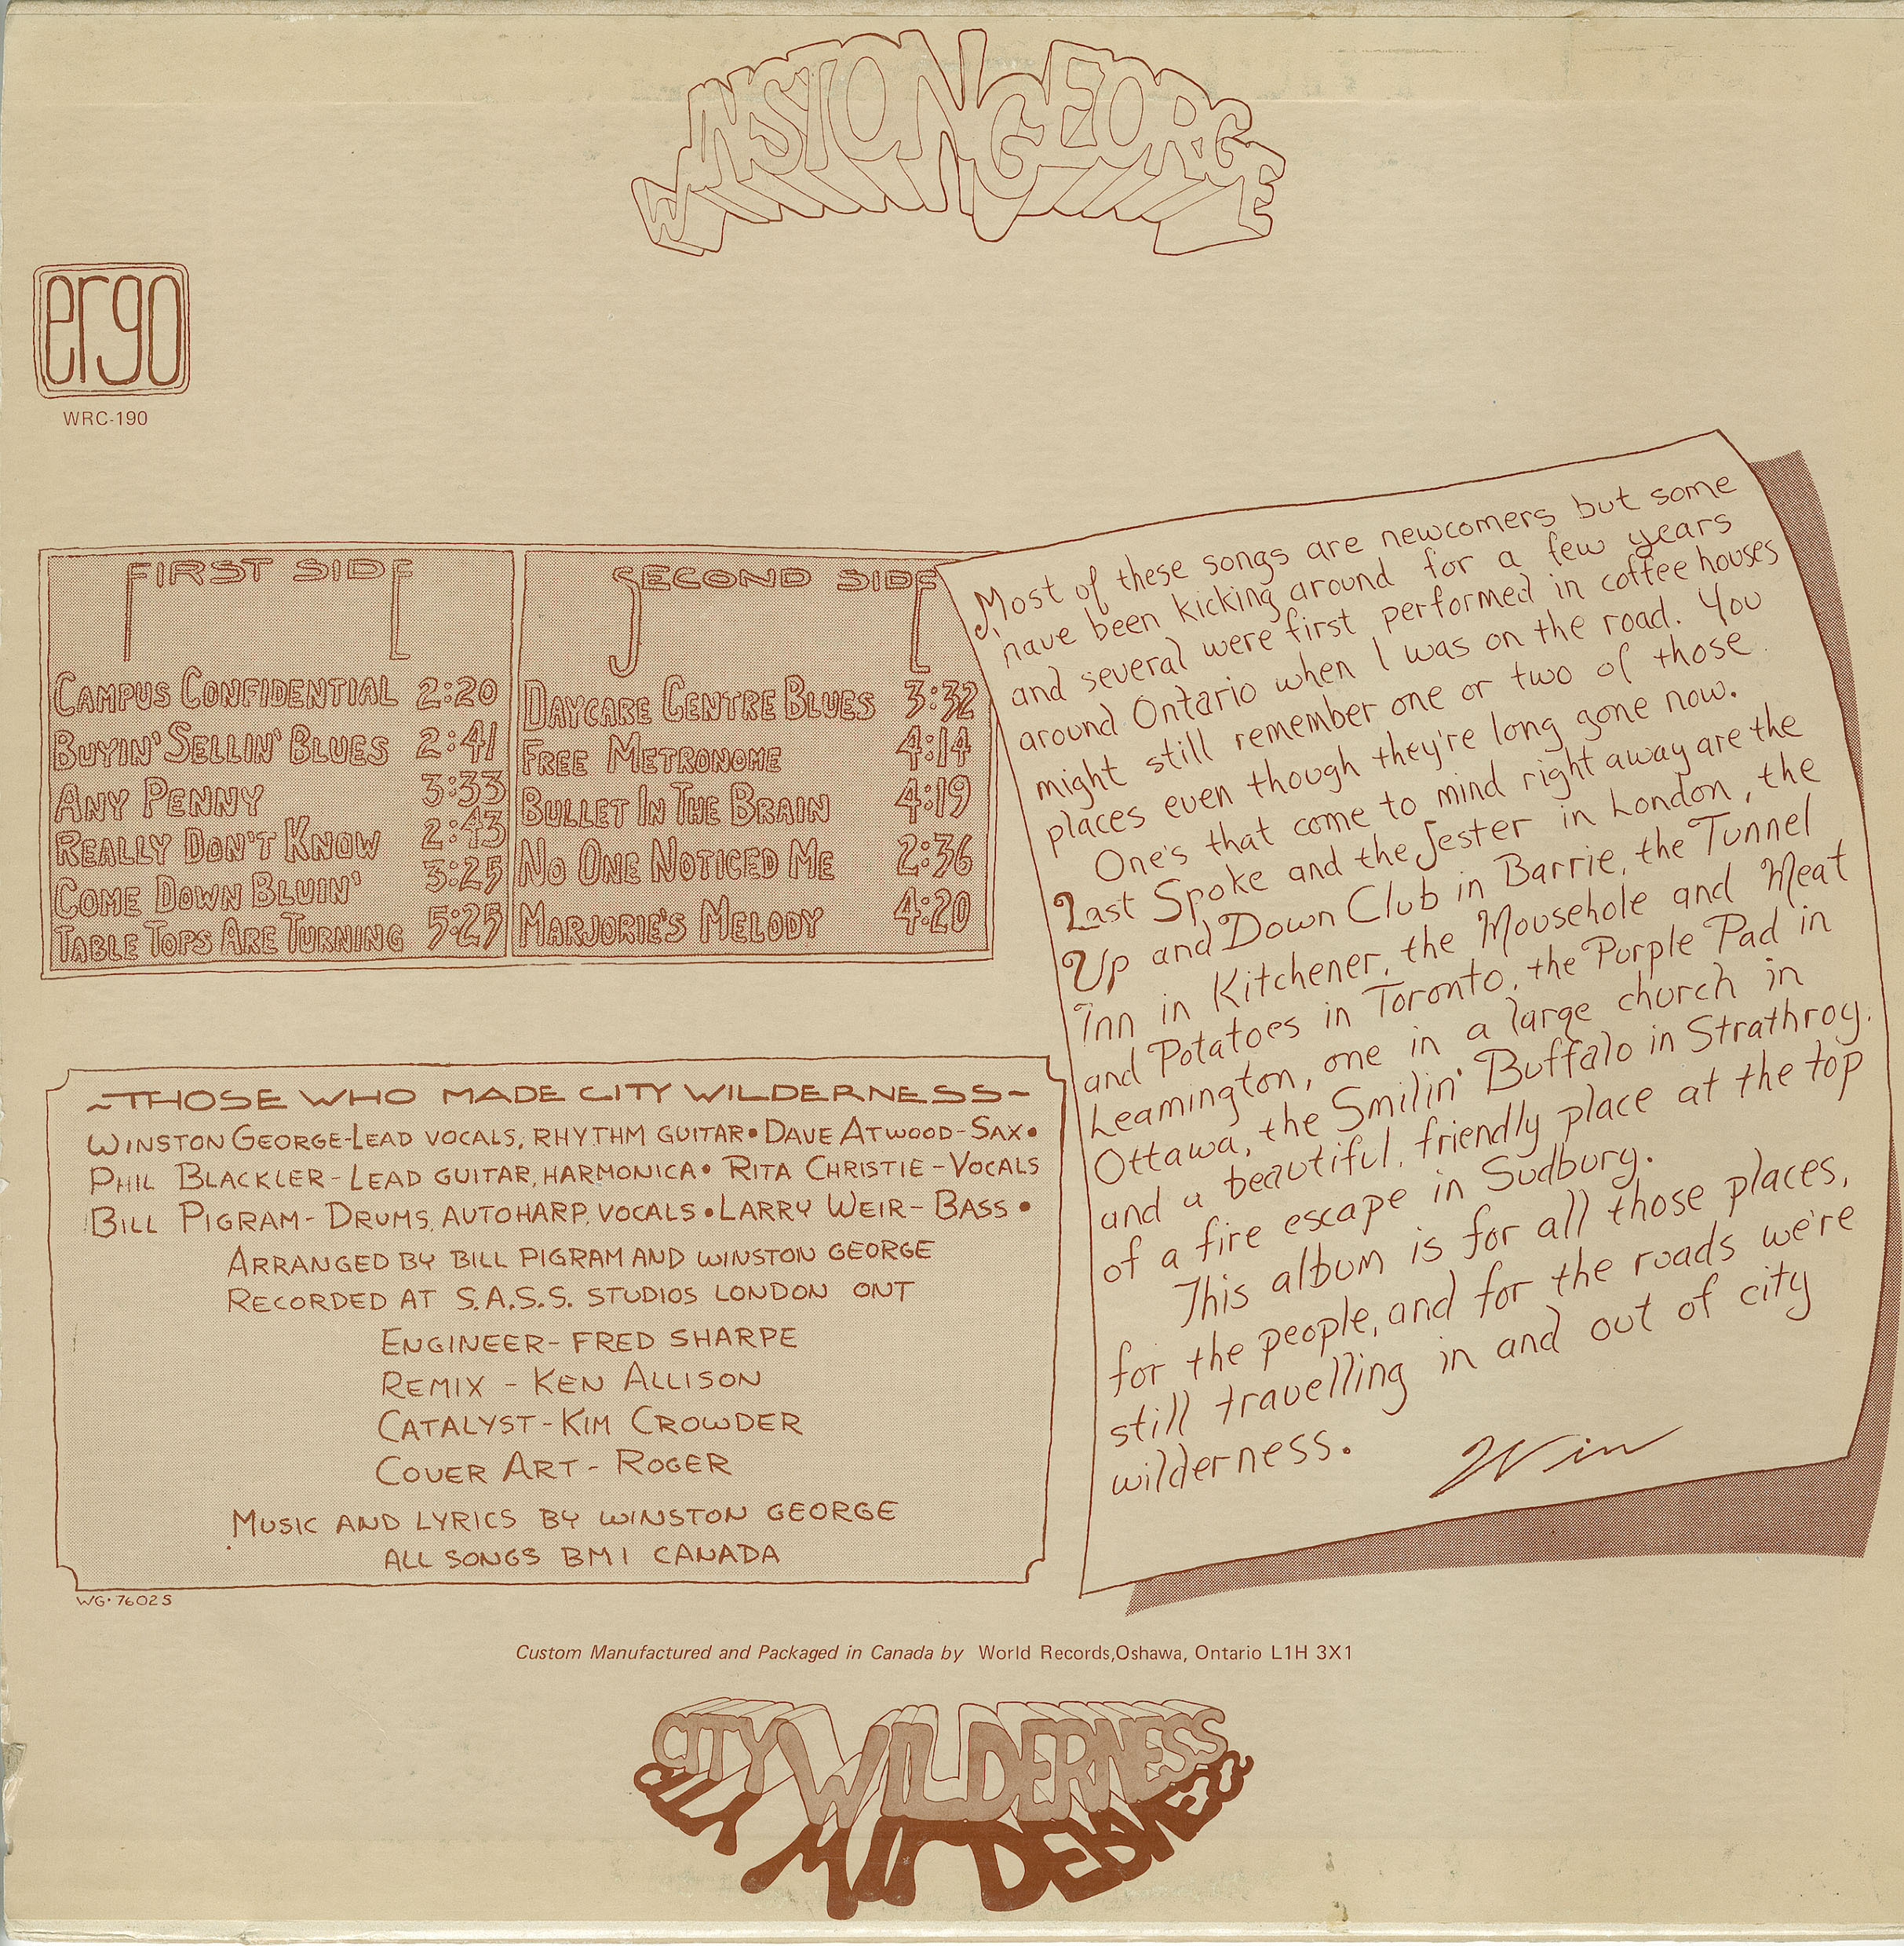 WINSTON GEORGE
ergo
WRC-190
FIRST SIDE
CAMPUS CONFIDENTIAL 2:20
BUYIN' SELLIN' BLUES 2:41
ANY PENNY 3:33
REALLY DON'T KNOW 2:43
COME DOWN BLUIN' 3:25
TABLE TOPS ARE TURNING 5:25
SECOND SIDE
DAYCARE CENTRE BLUES 3:32
FREE METRONOME 4:14
BULLET IN THE BRAIN 4:19
NO ONE NOTICED ME 2:36
MARJORIE'S MELODY 4:20
Most of these songs are newcomers but some
have been kicking around for a few years
and several were first performed in coffee houses
around Ontario when I was on the road. You
might still remember one or two of those
places even though they're long gone now.
One's that come to mind right away are the
Last Spoke and the Jester in London, the
Up and Down Club in Barrie, the Tunnel
Inn in Kitchener, the Mousehole and Meat
and Potatoes in Toronto, the Purple Pad in
Leamington, one in a large church in
Ottawa, the Smilin' Buffalo in Strathroy.
and a beautiful, friendly place at the top
of a fire escape in Sudbury.
This album is for all those places,
for the people, and for the roads we're
still travelling in and out of city
wilderness.
Win
~THOSE WHO MADE CITY WILDERNESS~
WINSTON GEORGE-LEAD VOCALS, RHYTHM GUITAR • DAVE ATWOOD-SAX •
PHIL BLACKLER-LEAD GUITAR, HARMONICA • RITA CHRISTIE-VOCALS
BILL PIGRAM-DRUMS, AUTOHARP, VOCALS • LARRY WEIR-BASS •
ARRANGED BY BILL PIGRAM AND WINSTON GEORGE
RECORDED AT S.A.S.S. STUDIOS LONDON ONT
ENGINEER-FRED SHARPE
REMIX - KEN ALLISON
CATALYST-KIM CROWDER
COVER ART - ROGER
MUSIC AND LYRICS BY WINSTON GEORGE
ALL SONGS BMI CANADA
WG•7602S
Custom Manufactured and Packaged in Canada by World Records,Oshawa, Ontario L1H 3X1
CITY WILDERNESS